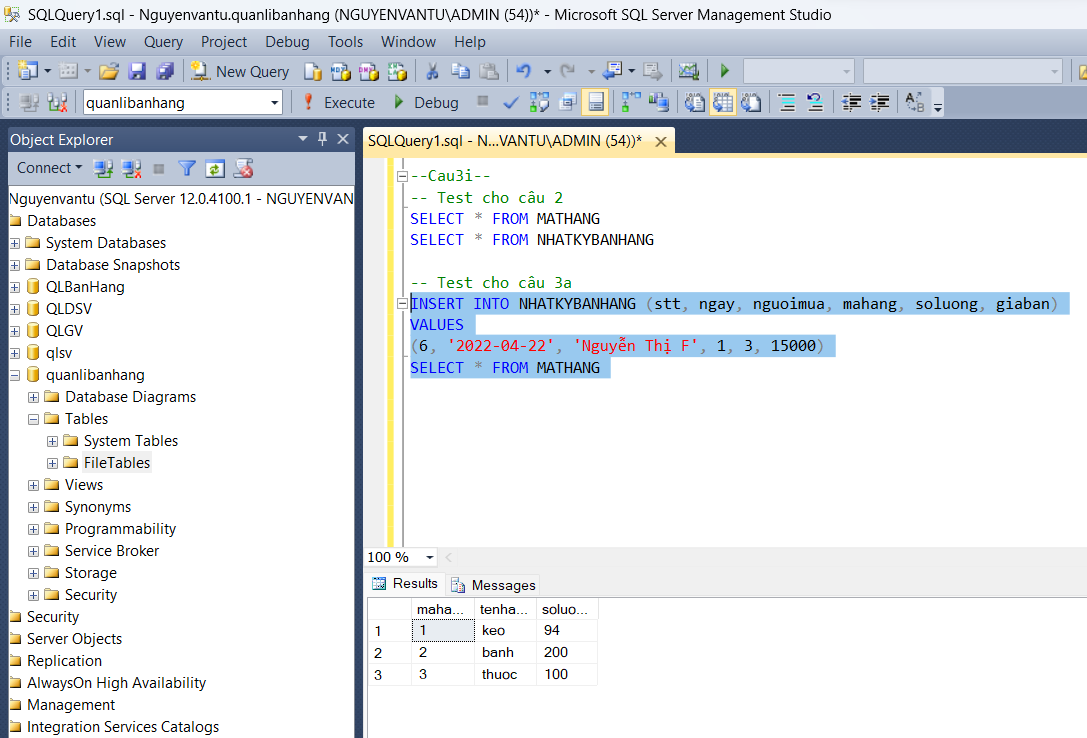 SQLQuery1.sql - Nguyenvantu.quanlibanhang (NGUYENVANTU\ADMIN (54))* - Microsoft SQL Server Management Studio
File Edit View Query Project Debug Tools Window Help
New Query
quanlibanhang Execute Debug
Object Explorer
Connect
Nguyenvantu (SQL Server 12.0.4100.1 - NGUYENVAN
Databases
System Databases
Database Snapshots
QLBanHang
QLDSV
QLGV
qlsv
quanlibanhang
Database Diagrams
Tables
System Tables
FileTables
Views
Synonyms
Programmability
Service Broker
Storage
Security
Security
Server Objects
Replication
AlwaysOn High Availability
Management
Integration Services Catalogs
SQLQuery1.sql - N...VANTU\ADMIN (54))*
--Cau3i--
-- Test cho câu 2
SELECT * FROM MATHANG
SELECT * FROM NHATKYBANHANG
-- Test cho câu 3a
INSERT INTO NHATKYBANHANG (stt, ngay, nguoimua, mahang, soluong, giaban)
VALUES
(6, '2022-04-22', 'Nguyễn Thị F', 1, 3, 15000)
SELECT * FROM MATHANG
100 %
Results Messages
maha... tenha... soluo...
1 1 keo 94
2 2 banh 200
3 3 thuoc 100